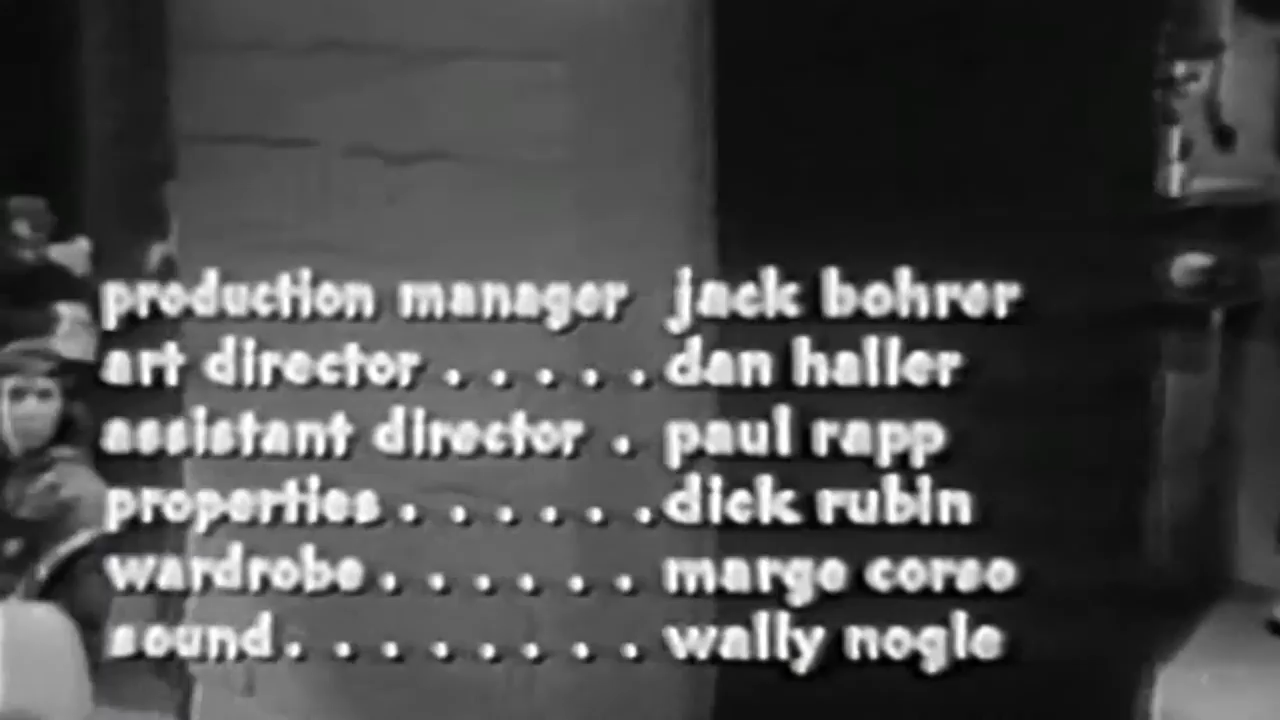 production manager jack bohrer
art director . . . . . dan haller
assistant director . paul rapp
properties . . . . . . dick rubin
wardrobe . . . . . . marge corso
sound . . . . . . . . wally nogle